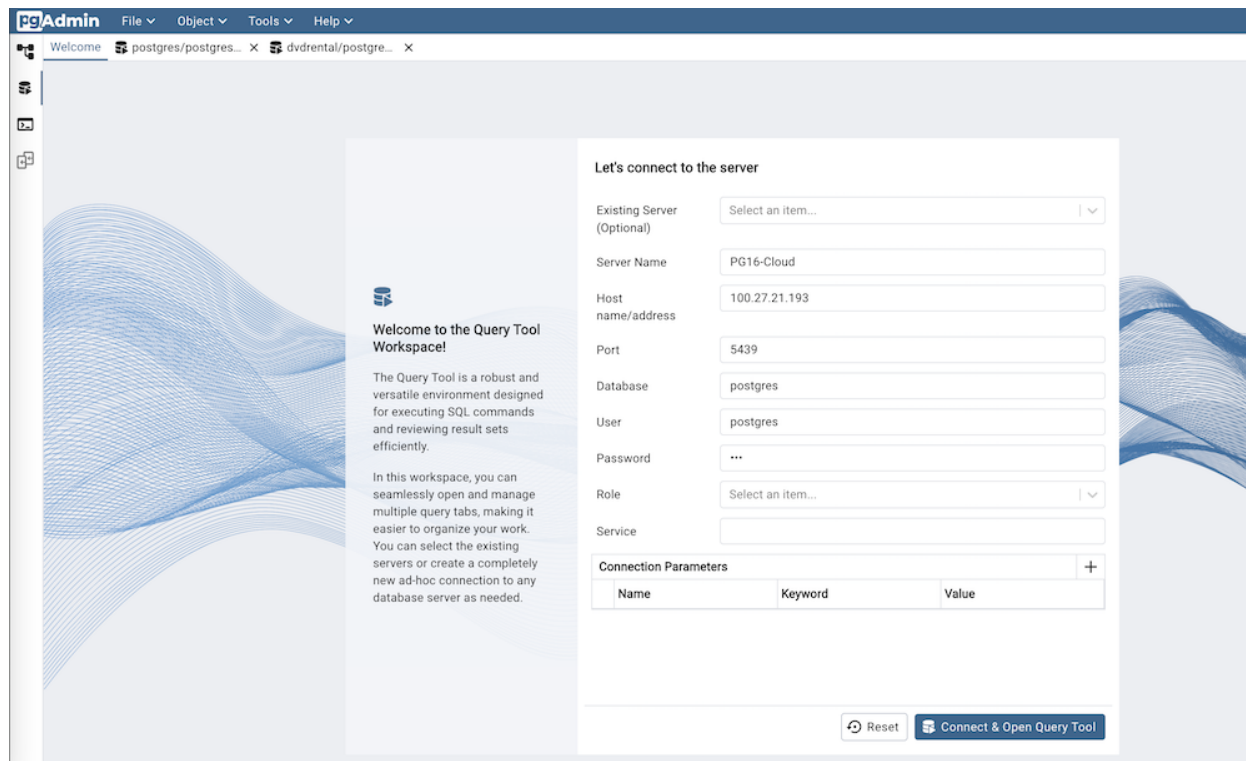 pgAdmin File Object Tools Help
Welcome postgres/postgres... dvdrental/postgre...
Let's connect to the server
Existing Server
(Optional)
Select an item...
Server Name PG16-Cloud
Host
name/address
100.27.21.193
Port 5439
Database postgres
User postgres
Password •••
Role Select an item...
Service
Connection Parameters
Name Keyword Value
Reset Connect & Open Query Tool
Welcome to the Query Tool
Workspace!
The Query Tool is a robust and
versatile environment designed
for executing SQL commands
and reviewing result sets
efficiently.
In this workspace, you can
seamlessly open and manage
multiple query tabs, making it
easier to organize your work.
You can select the existing
servers or create a completely
new ad-hoc connection to any
database server as needed.